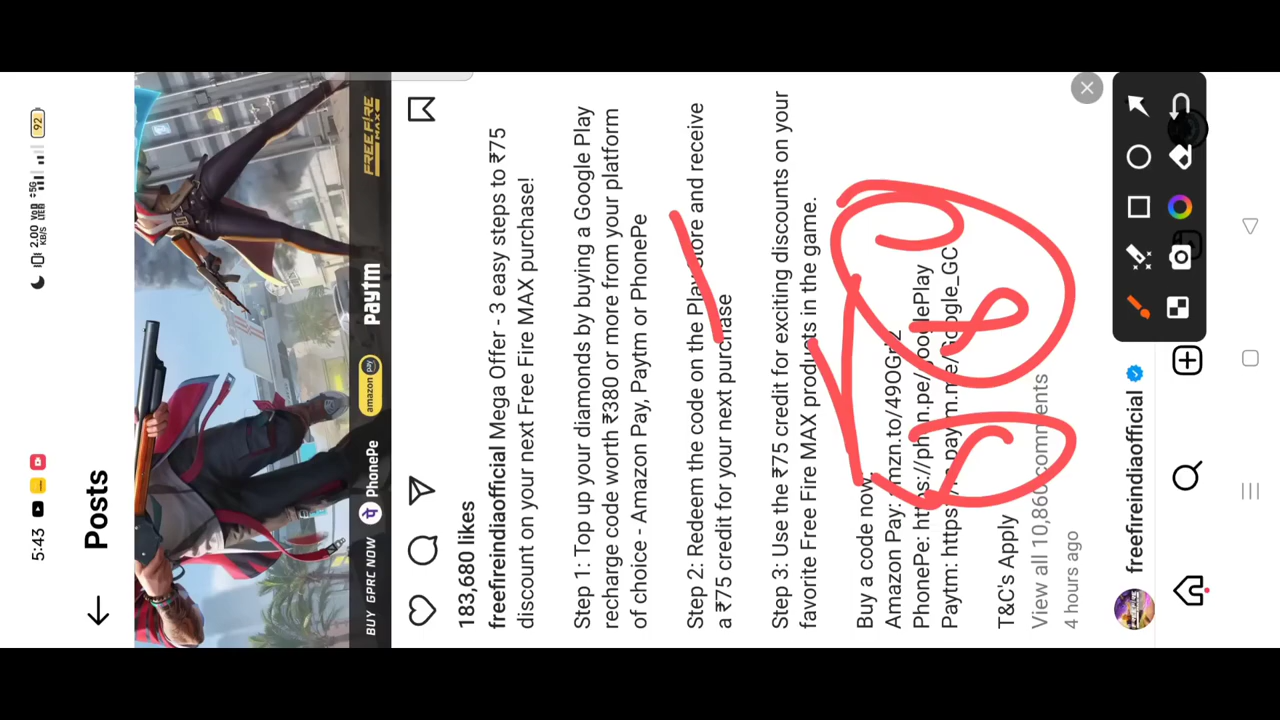 5:43
2.00 KB/S
5G
92
Posts
FREE FIRE
MAX
BUY GPRC NOW PhonePe amazon pay Paytm
183,680 likes
freefireindiaofficial Mega Offer - 3 easy steps to ₹75
discount on your next Free Fire MAX purchase!
Step 1: Top up your diamonds by buying a Google Play
recharge code worth ₹380 or more from your platform
of choice - Amazon Pay, Paytm or PhonePe
Step 2: Redeem the code on the Play store and receive
a ₹75 credit for your next purchase
Step 3: Use the ₹75 credit for exciting discounts on your
favorite Free Fire MAX products in the game.
Buy a code now
Amazon Pay:
PhonePe:
Paytm:
T&C's Apply
View all 10,860 comments
4 hours ago
freefireindiaofficial